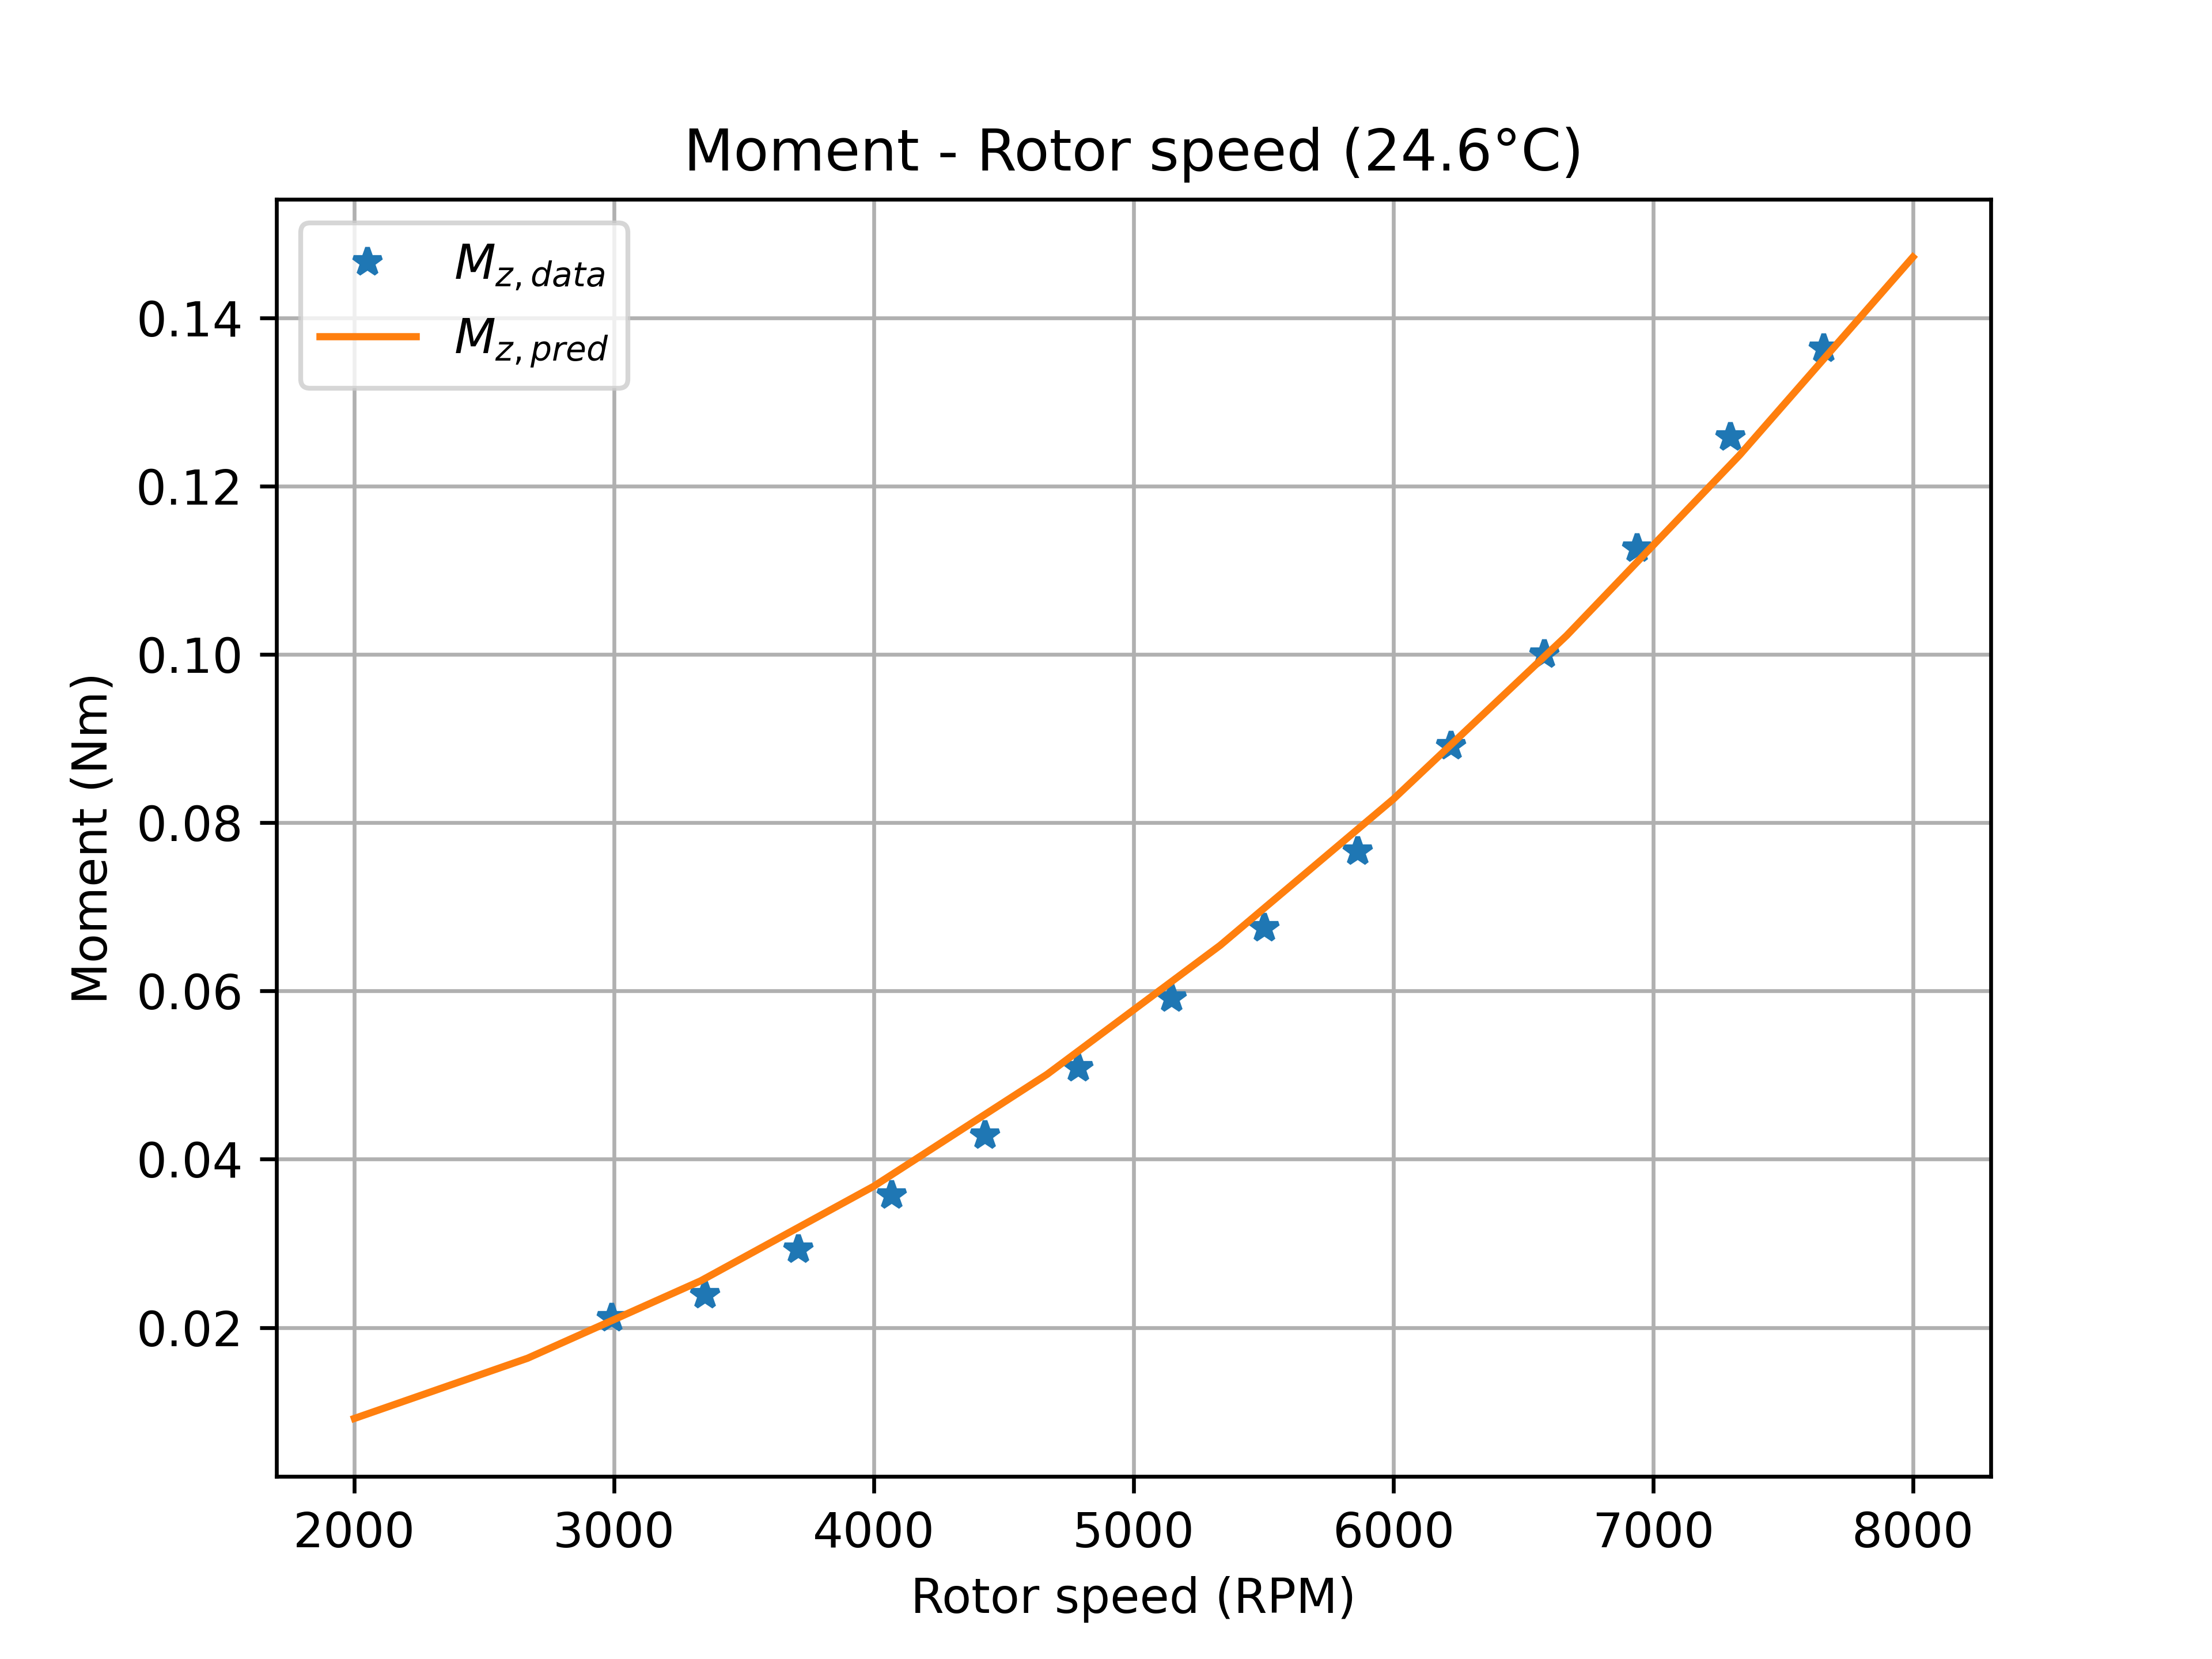 Moment - Rotor speed (24.6°C)
M_{z, data}
M_{z, pred}
0.14
0.12
0.10
0.08
0.06
0.04
0.02
Moment (Nm)
2000 3000 4000 5000 6000 7000 8000
Rotor speed (RPM)